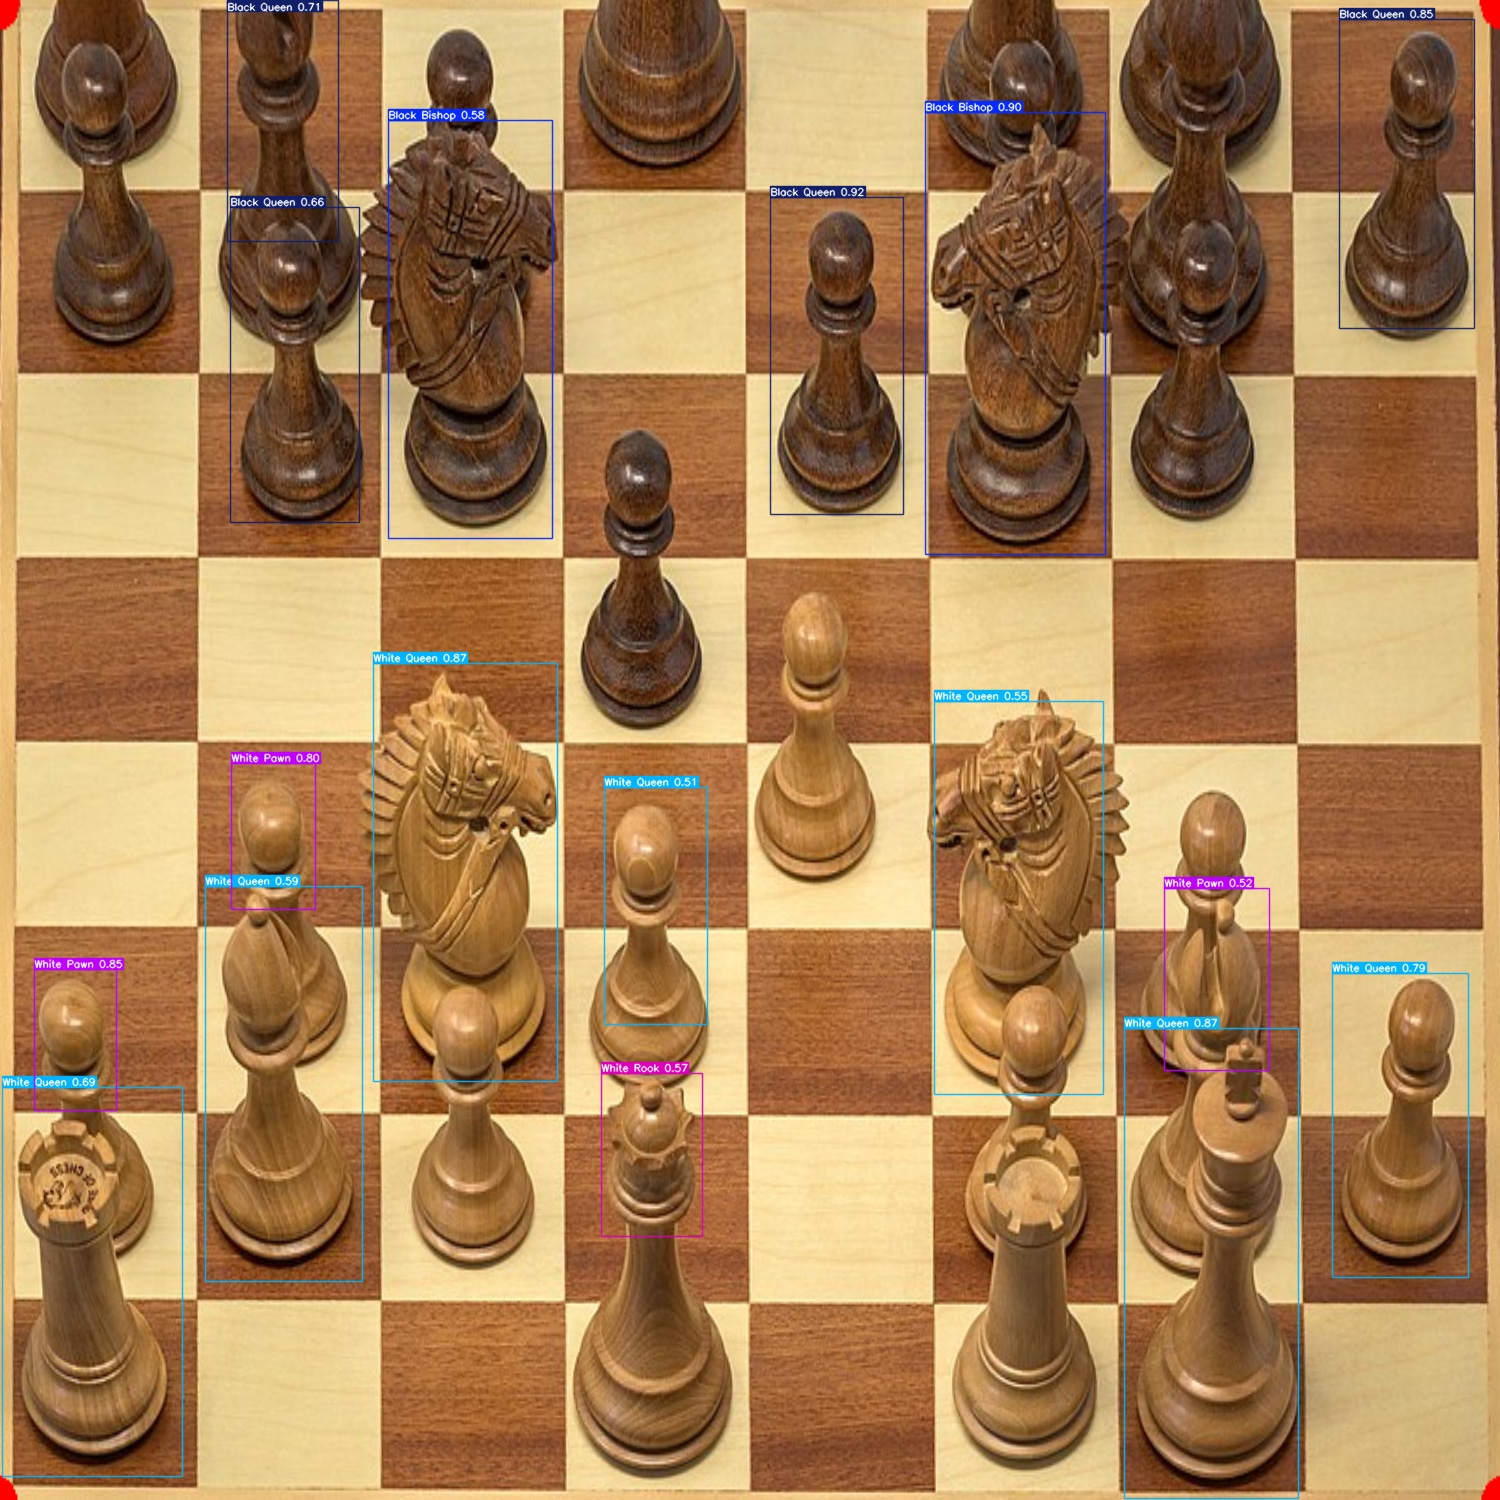 Black Queen 0.71
Black Queen 0.85
Black Bishop 0.58
Black Bishop 0.90
Black Queen 0.92
Black Queen 0.66
White Queen 0.87
White Queen 0.55
White Pawn 0.80
White Queen 0.51
White Queen 0.59
White Pawn 0.52
White Pawn 0.85
White Queen 0.79
White Queen 0.87
White Rook 0.57
White Queen 0.69
OF CHESS